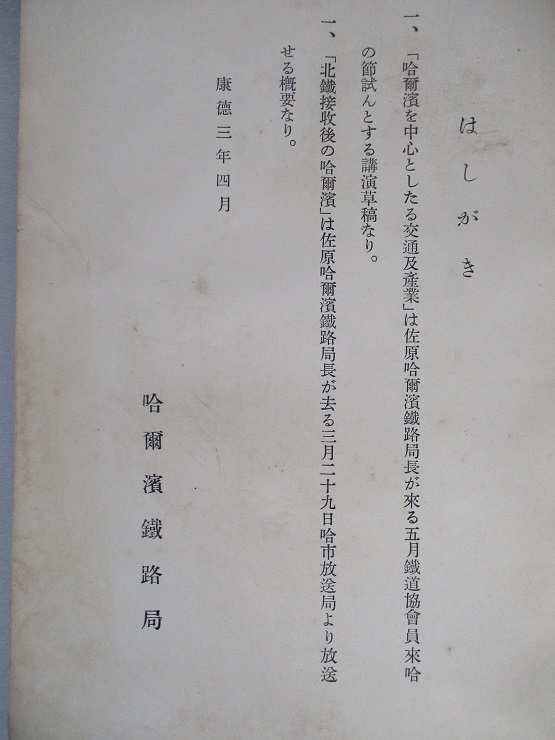 はしがき
一、「哈爾濱を中心としたる交通及產業」は佐原哈爾濱鐵路局長が來る五月鐵道協會員來哈
の節試んとする講演草稿なり。
一、「北鐵接收後の哈爾濱」は佐原哈爾濱鐵路局長が去る三月二十九日哈市放送局より放送
せる槪要なり。
康德三年四月
哈爾濱鐵路局